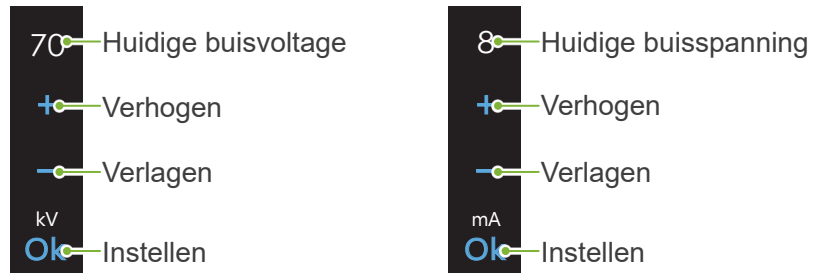 70 Huidige buisvoltage
+ Verhogen
− Verlagen
kV
Ok Instellen
8 Huidige buisspanning
+ Verhogen
− Verlagen
mA
Ok Instellen